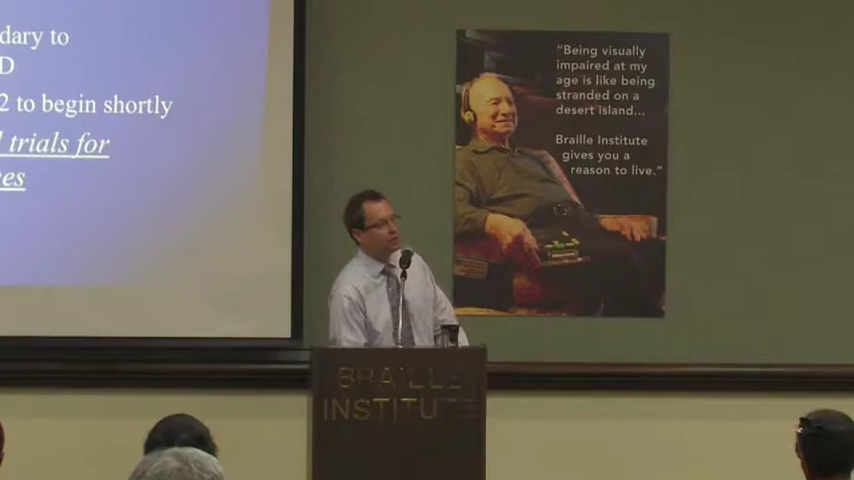 dary to
D
2 to begin shortly
l trials for
es
"Being visually
impaired at my
age is like being
stranded on a
desert island...
Braille Institute
gives you a
reason to live."
BRAILLE
INSTITUTE